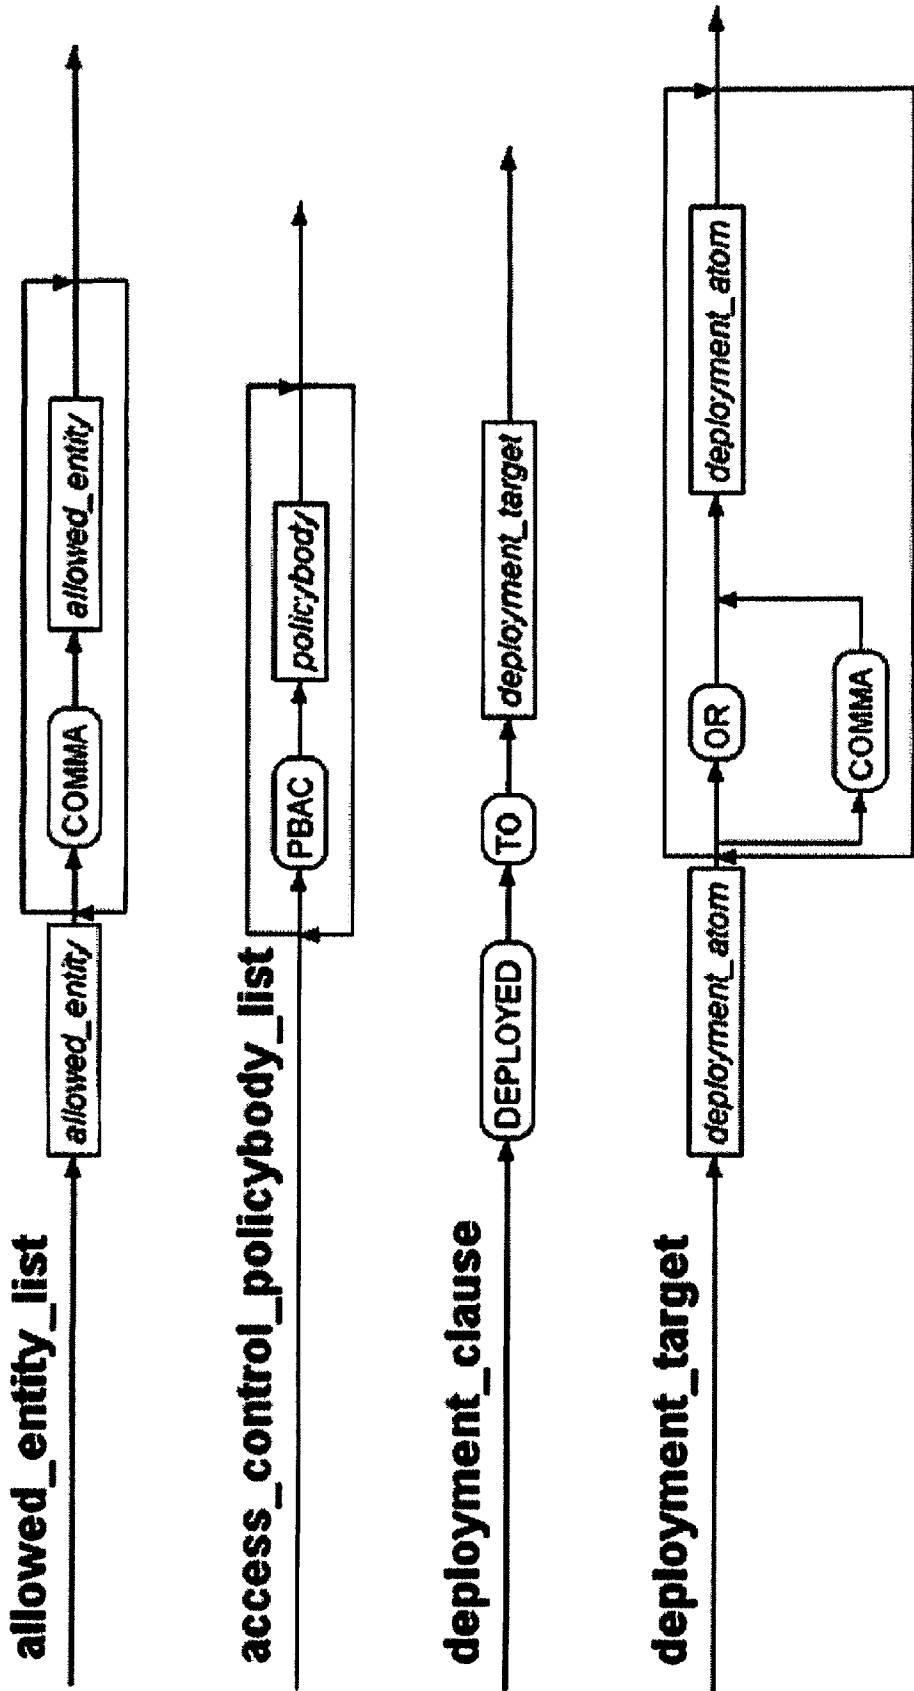 allowed_entity_list
allowed_entity COMMA allowed_entity
access_control_policybody_list
PBAC policybody
deployment_clause
DEPLOYED TO deployment_target
deployment_target
deployment_atom OR deployment_atom
COMMA